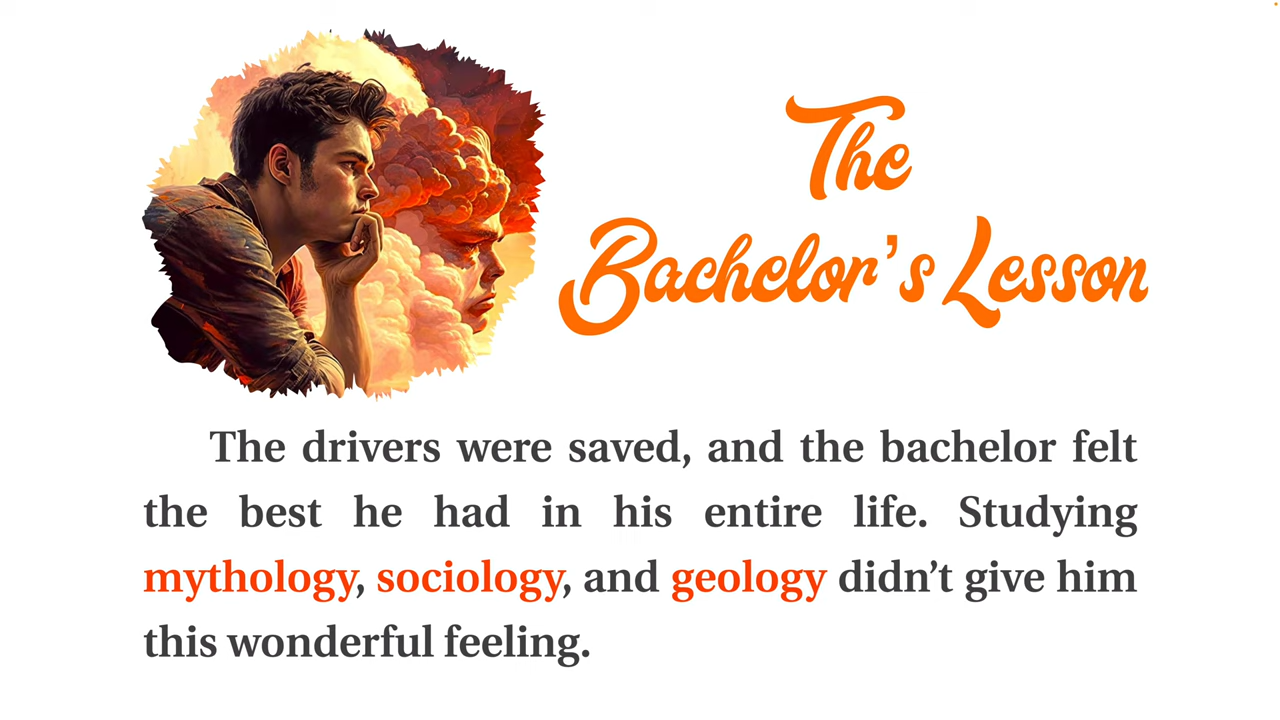 The
Bachelor’s Lesson
The drivers were saved, and the bachelor felt
the best he had in his entire life. Studying
mythology, sociology, and geology didn’t give him
this wonderful feeling.